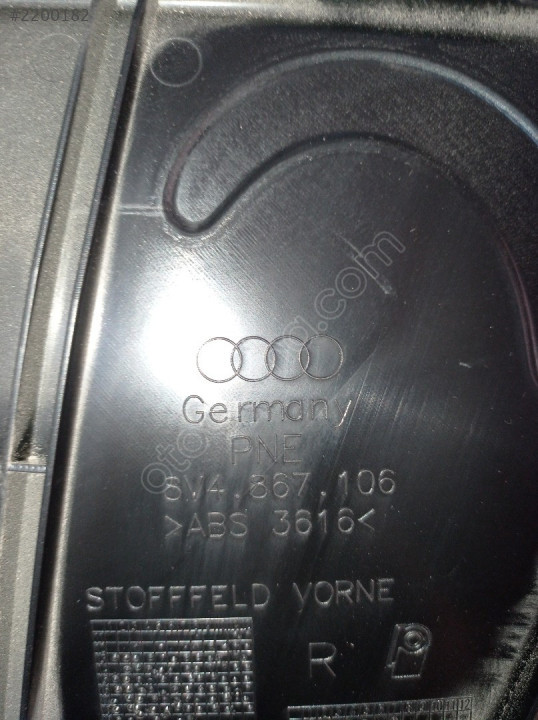 #2200182
Germany
PNE
8V4.867.106
>ABS 3616<
STOFFFELD VORNE
R